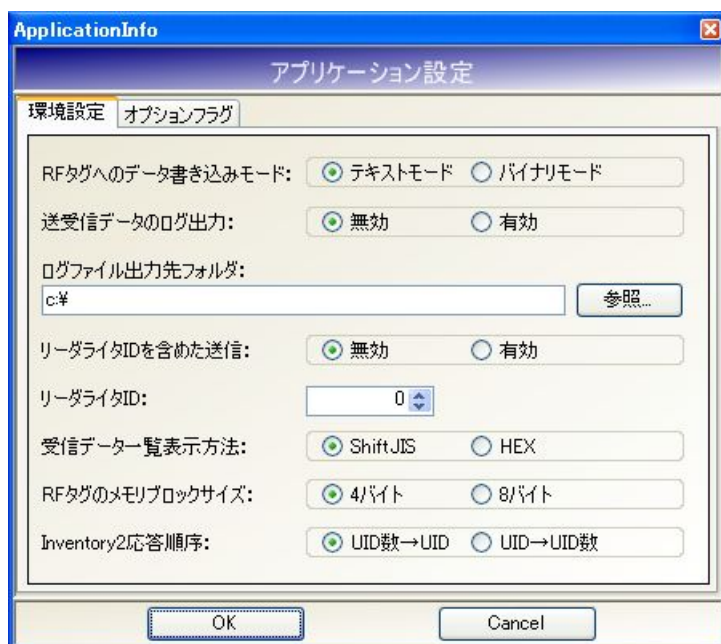 ApplicationInfo
アプリケーション設定
環境設定 オプションフラグ
RFタグへのデータ書き込みモード: テキストモード バイナリモード
送受信データのログ出力: 無効 有効
ログファイル出力先フォルダ:
c:¥ 参照...
リーダライタIDを含めた送信: 無効 有効
リーダライタID: 0
受信データ一覧表示方法: ShiftJIS HEX
RFタグのメモリブロックサイズ: 4バイト 8バイト
Inventory2応答順序: UID数→UID UID→UID数
OK Cancel